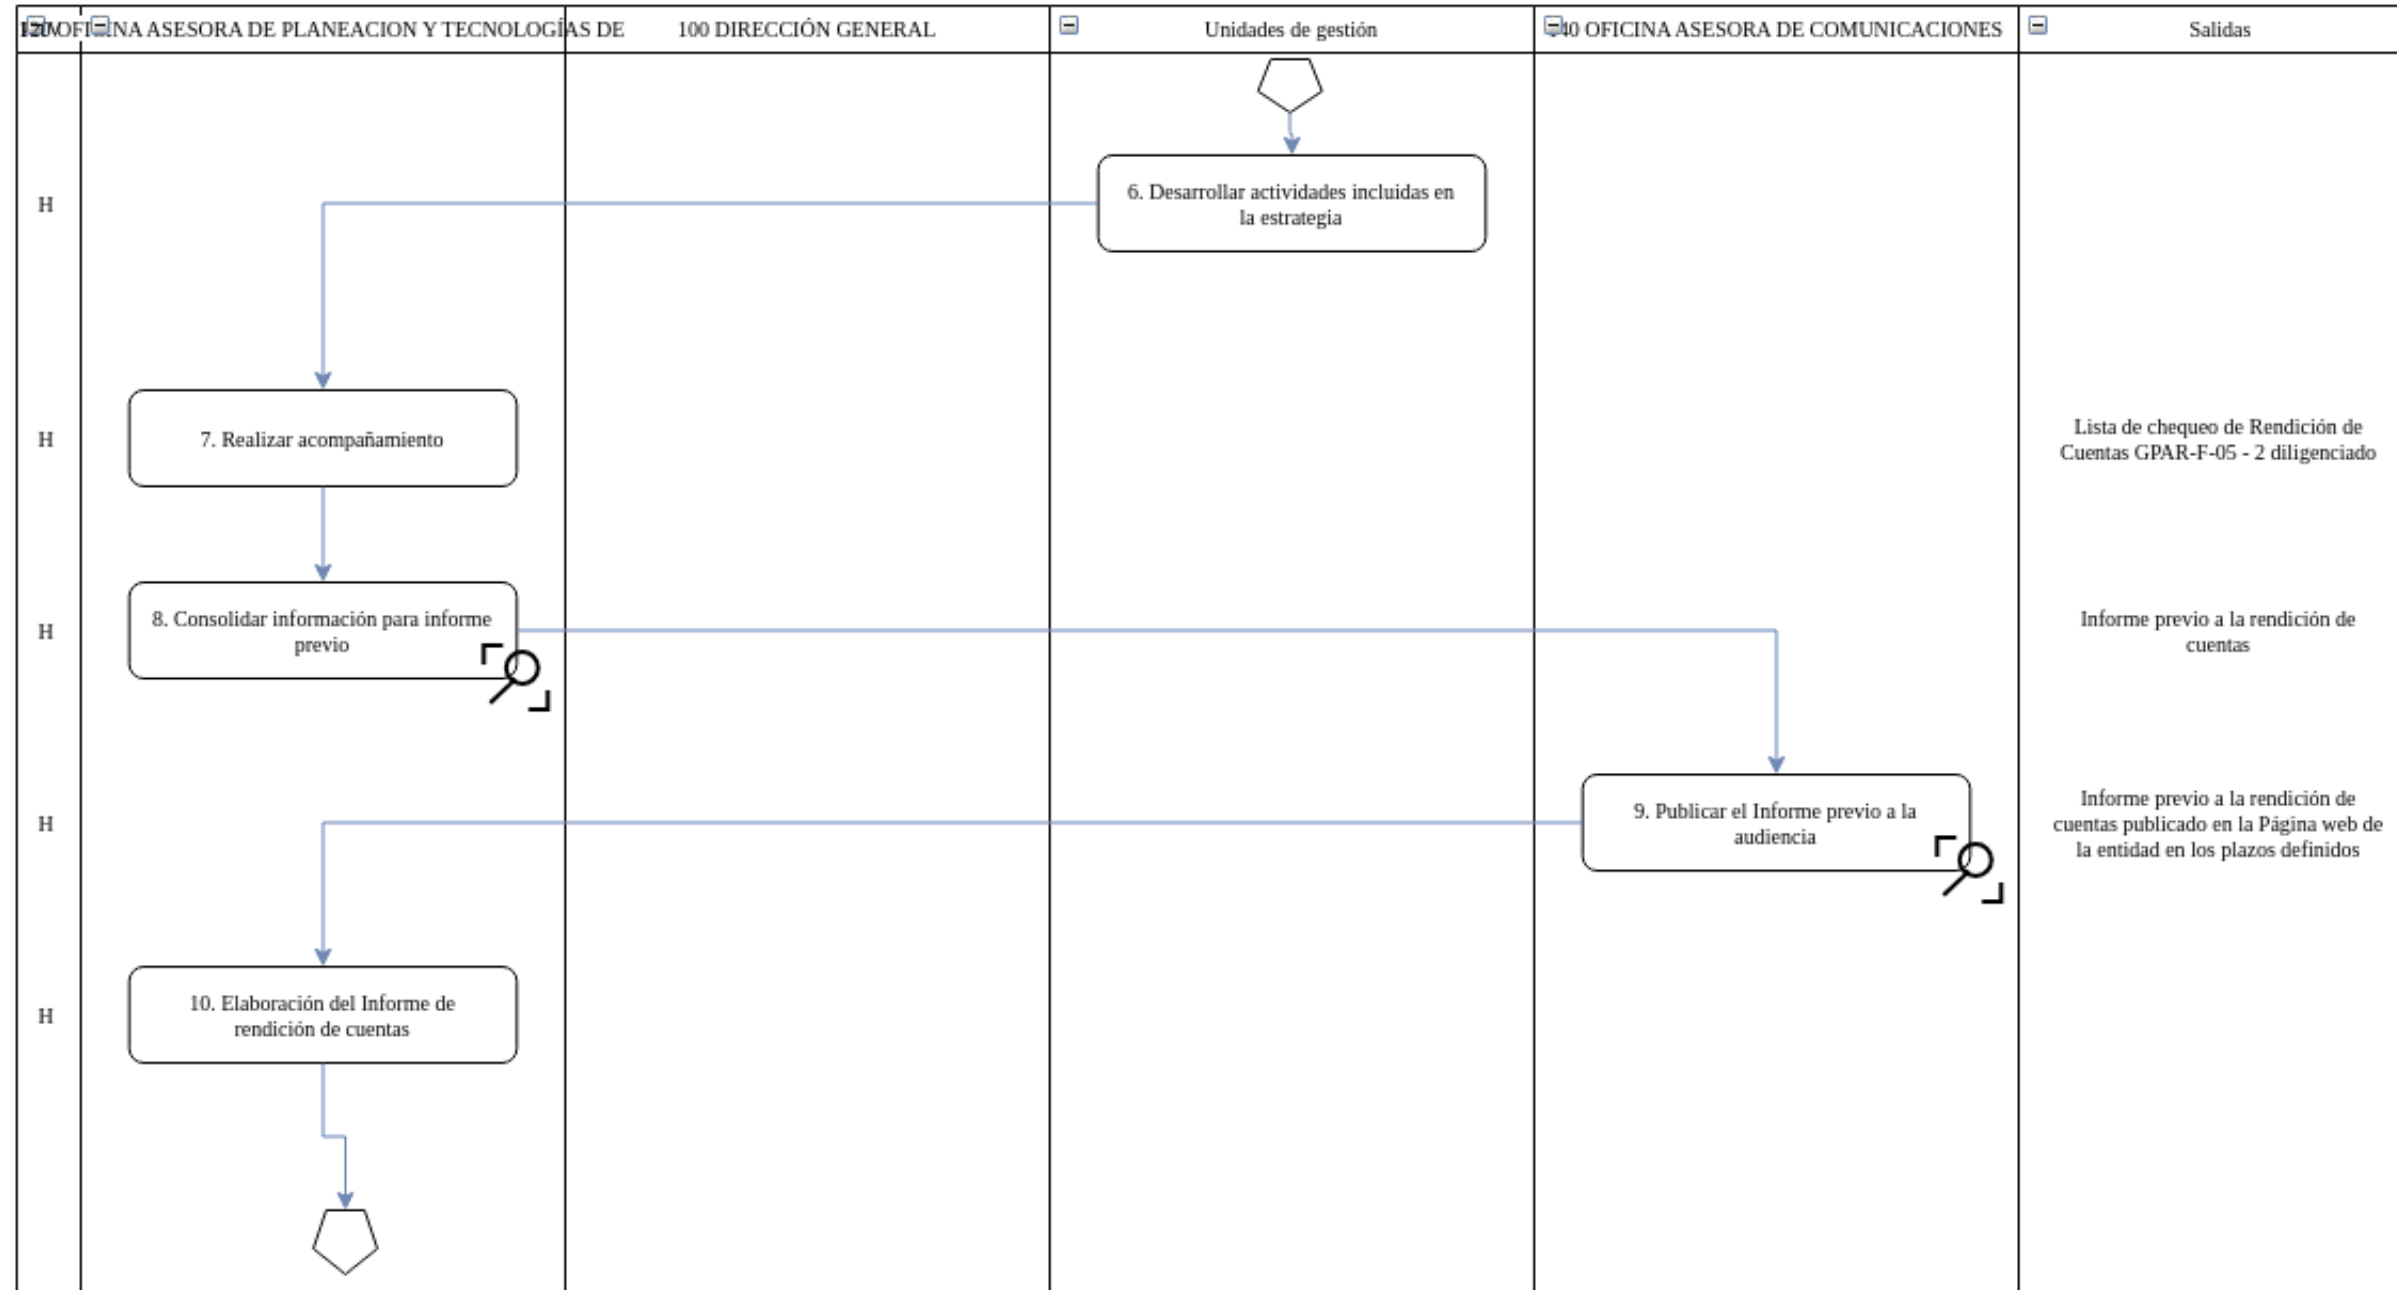 ASESORA DE PLANEACION Y TECNOLOGÍAS DE
100 DIRECCIÓN GENERAL
Unidades de gestión
OFICINA ASESORA DE COMUNICACIONES
Salidas
H
6. Desarrollar actividades incluidas en
la estrategia
H
7. Realizar acompañamiento
Lista de chequeo de Rendición de
Cuentas GPAR-F-05 - 2 diligenciado
H
8. Consolidar información para informe
previo
Informe previo a la rendición de
cuentas
H
9. Publicar el Informe previo a la
audiencia
Informe previo a la rendición de
cuentas publicado en la Página web de
la entidad en los plazos definidos
H
10. Elaboración del Informe de
rendición de cuentas